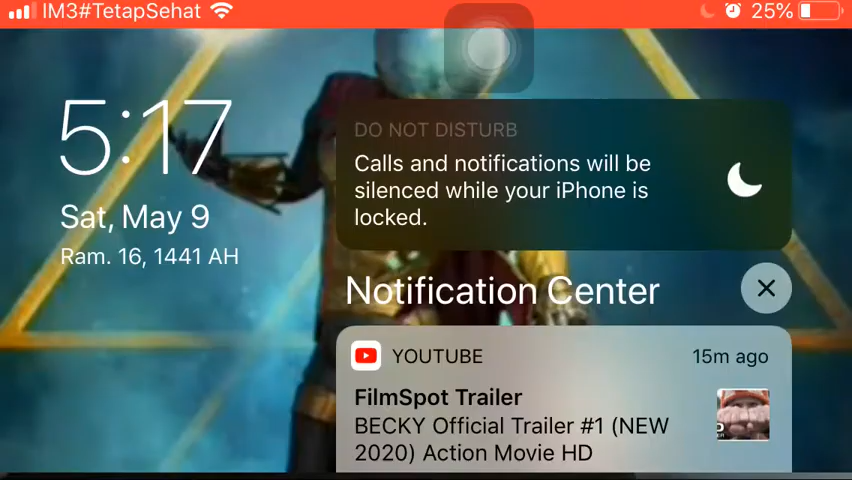 IM3#TetapSehat 25%
5:17
Sat, May 9
Ram. 16, 1441 AH
DO NOT DISTURB
Calls and notifications will be
silenced while your iPhone is
locked.
Notification Center
YOUTUBE 15m ago
FilmSpot Trailer
BECKY Official Trailer #1 (NEW
2020) Action Movie HD